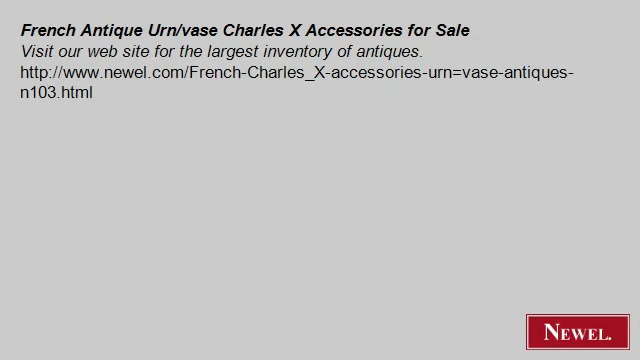 French Antique Urn/vase Charles X Accessories for Sale
Visit our web site for the largest inventory of antiques.
http://www.newel.com/French-Charles_X-accessories-urn=vase-antiques-
n103.html
NEWEL.